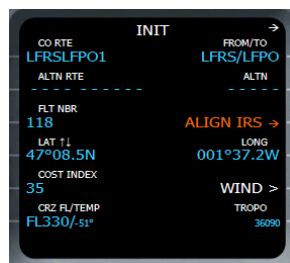 INIT →
CO RTE FROM/TO
LFRSLFPO1 LFRS/LFPO
ALTN RTE ALTN
- - - - - - - - - - - - - -
FLT NBR
118 ALIGN IRS →
LAT ↑↓ LONG
47°08.5N 001°37.2W
COST INDEX
35 WIND >
CRZ FL/TEMP TROPO
FL330/-51° 36090